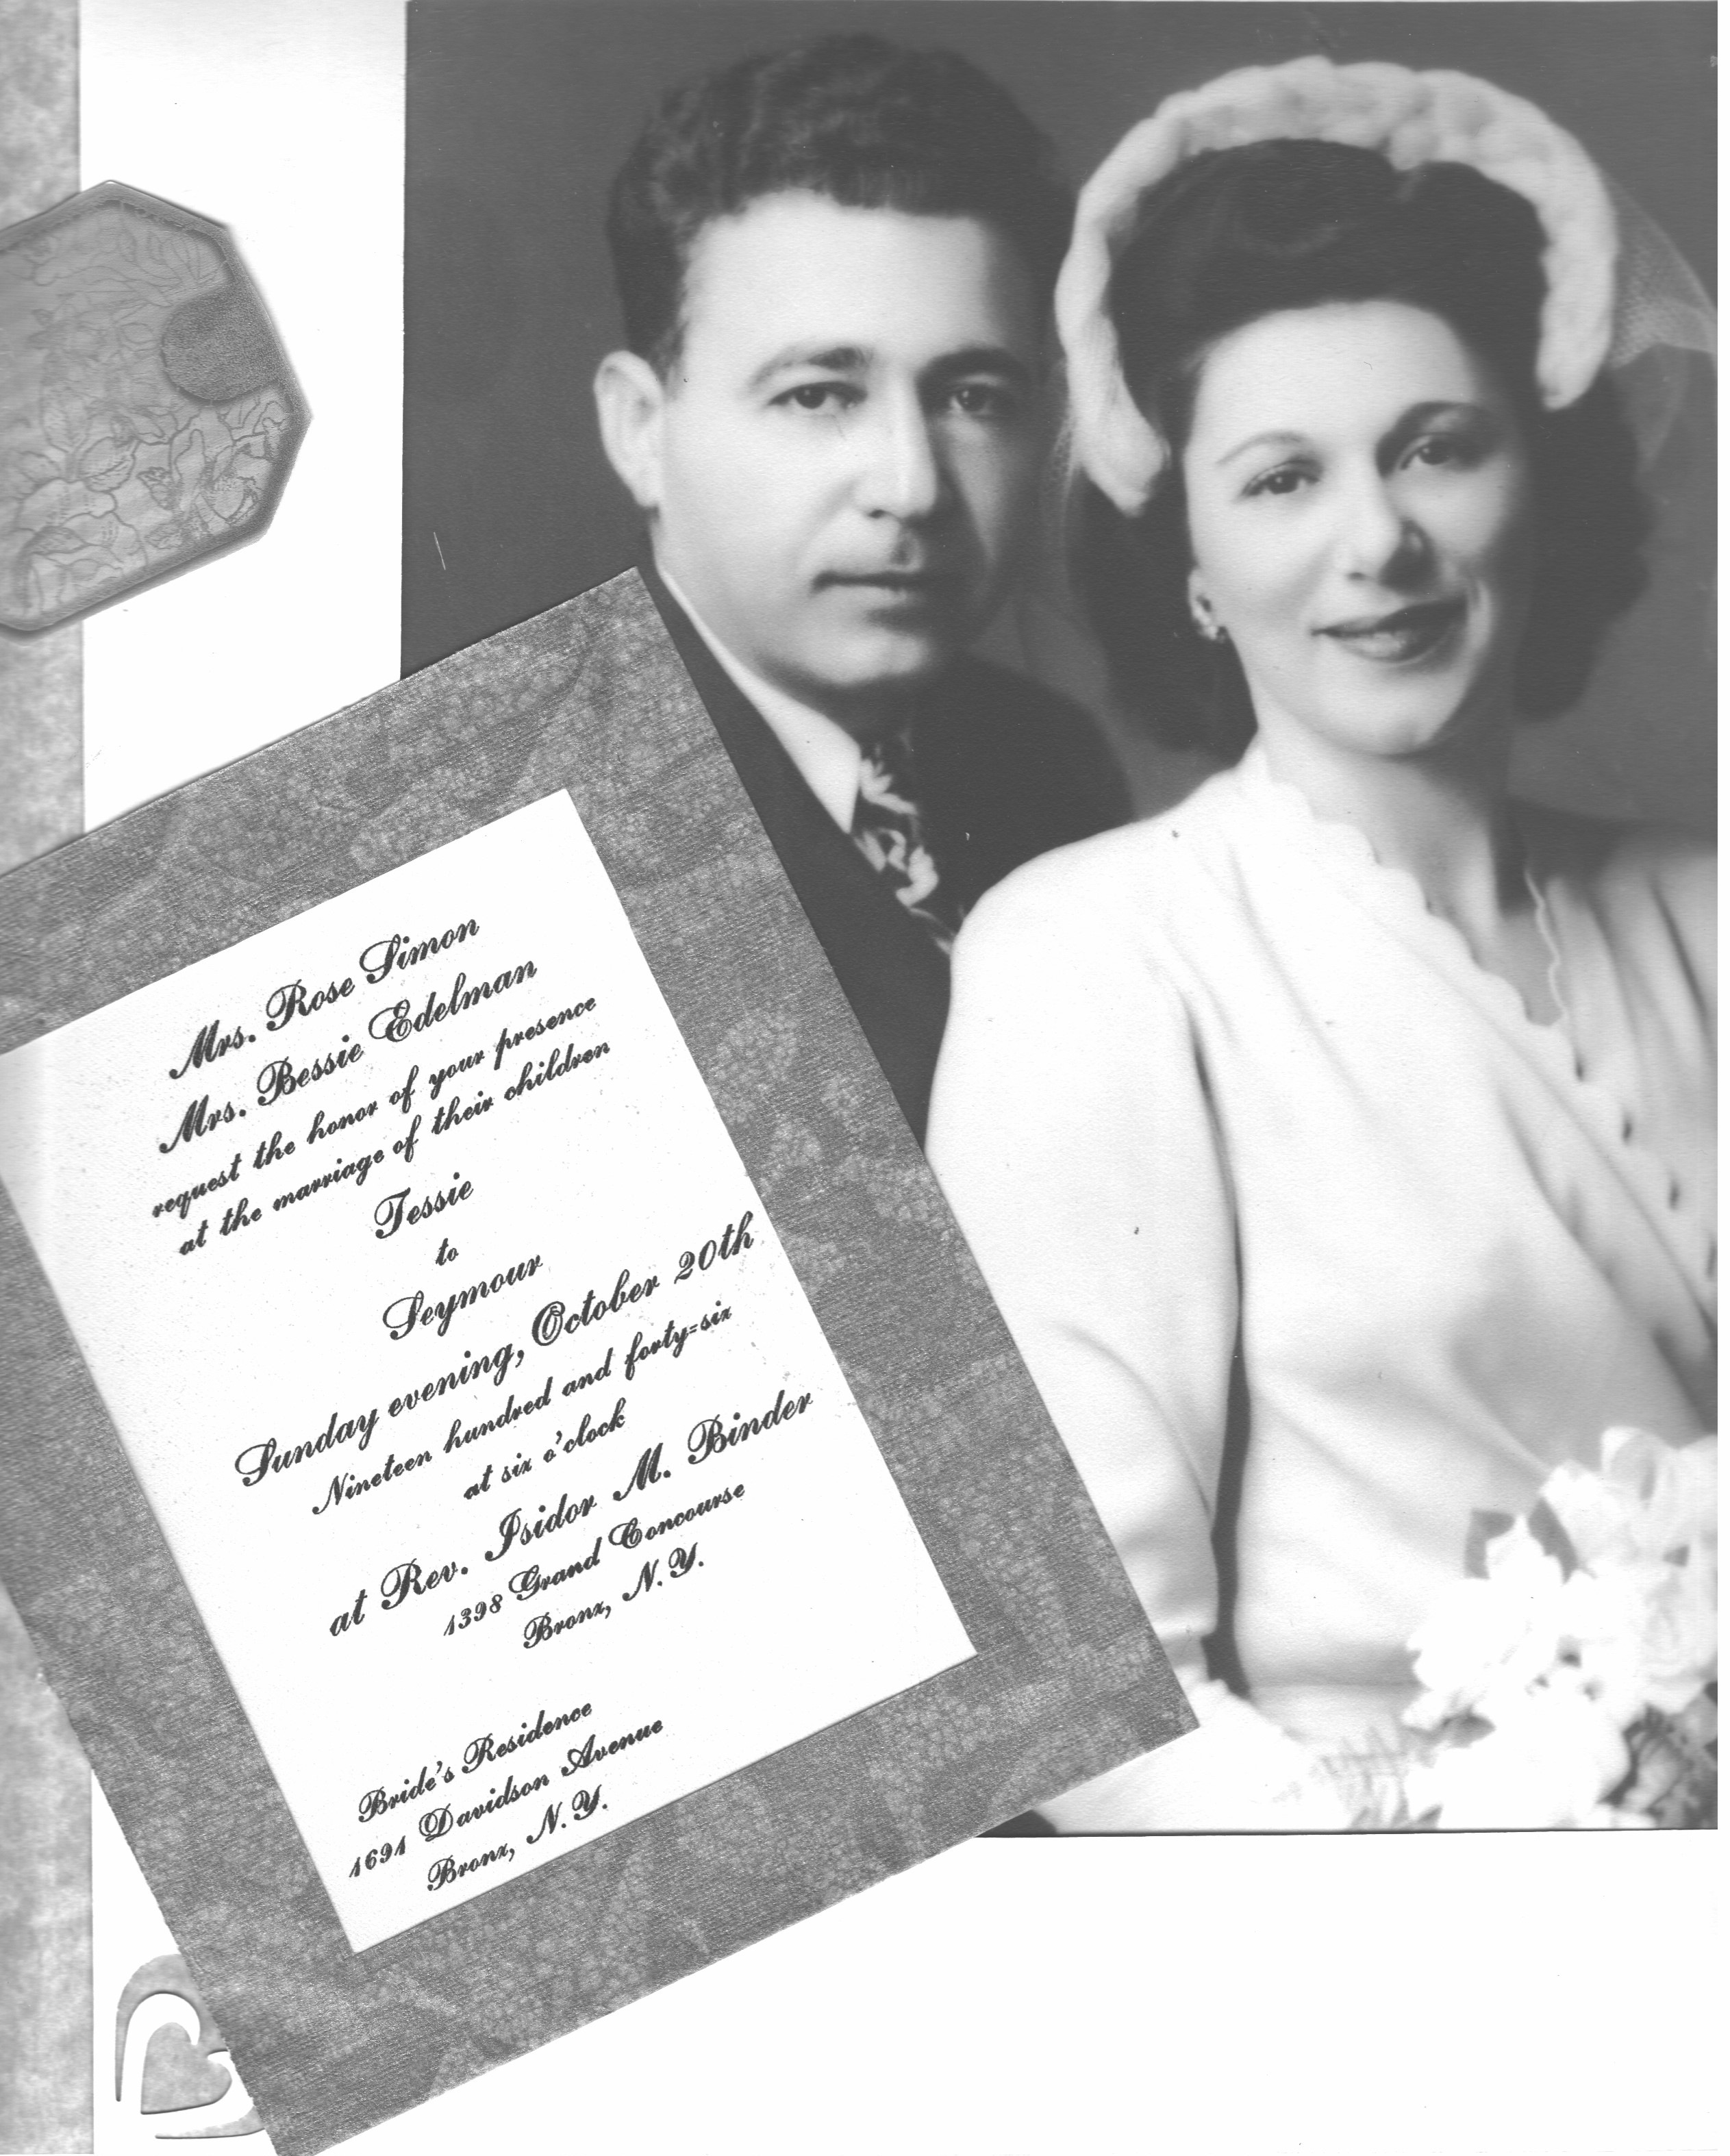 Mrs. Rose Simon
Mrs. Bessie Edelman
request the honor of your presence
at the marriage of their children
Tessie
to
Seymour
Sunday evening, October 20th
Nineteen hundred and forty=six
at six o'clock
at Rev. Isidor M. Binder
1398 Grand Concourse
Bronx, N.Y.
Bride's Residence
1691 Davidson Avenue
Bronx, N.Y.